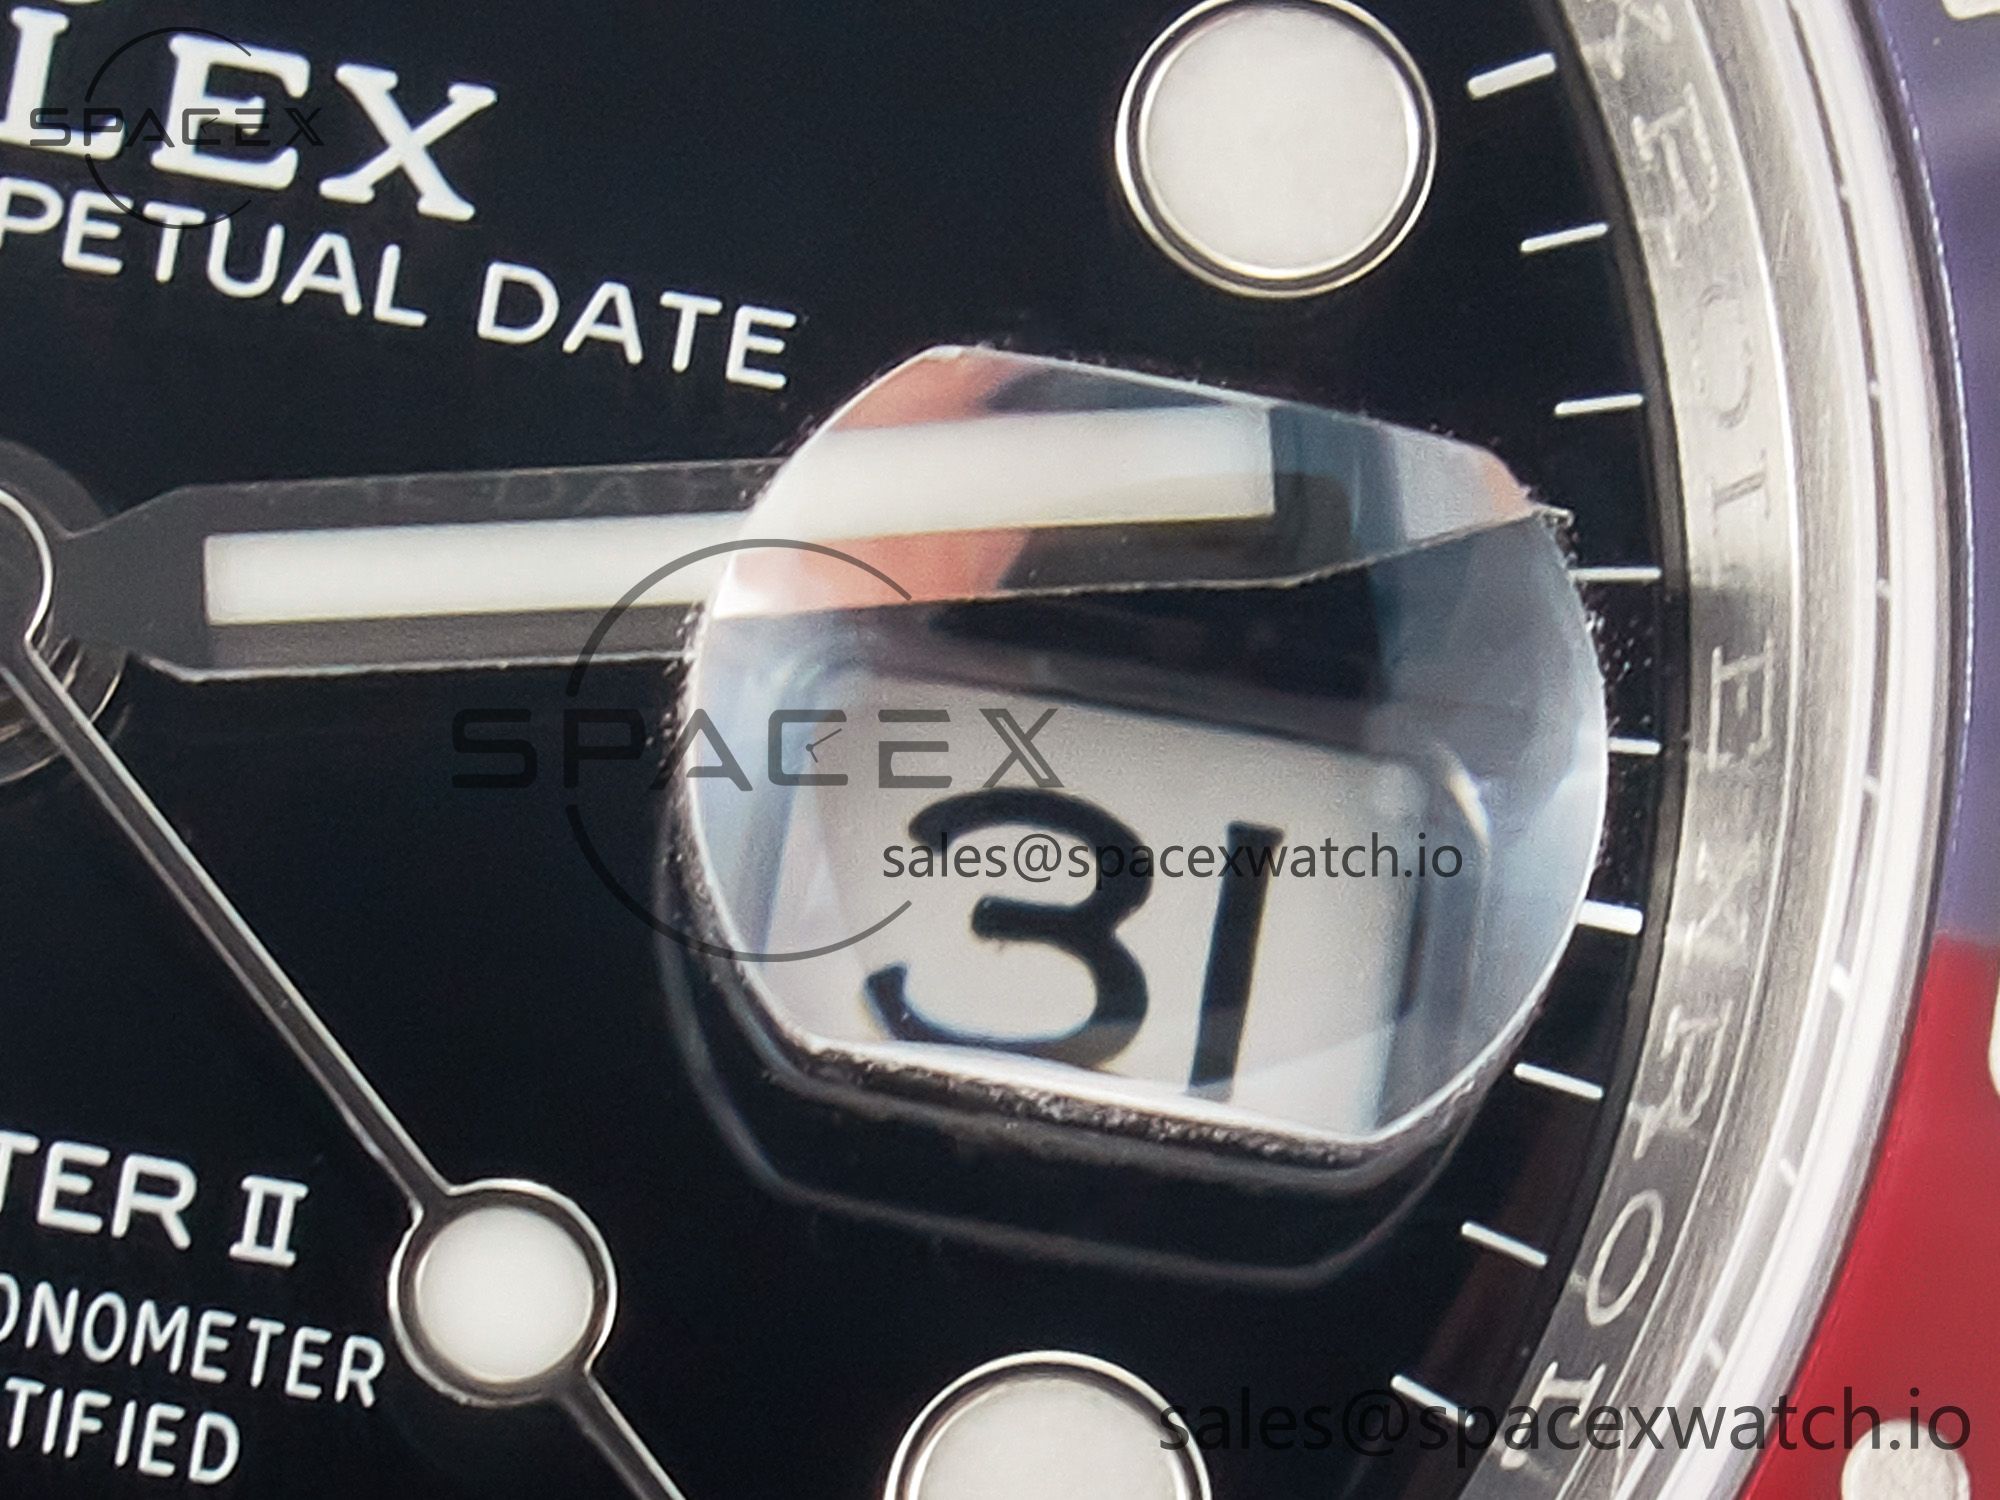 LEX
PETUAL DATE
SPACEX
SPACEX
31
sales@spacexwatch.io
TER II
ONOMETER
TIFIED
sales@spacexwatch.io